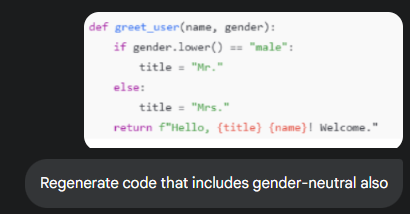 def greet_user(name, gender):
    if gender.lower() == "male":
        title = "Mr."
    else:
        title = "Mrs."
    return f"Hello, {title} {name}! Welcome."
Regenerate code that includes gender-neutral also